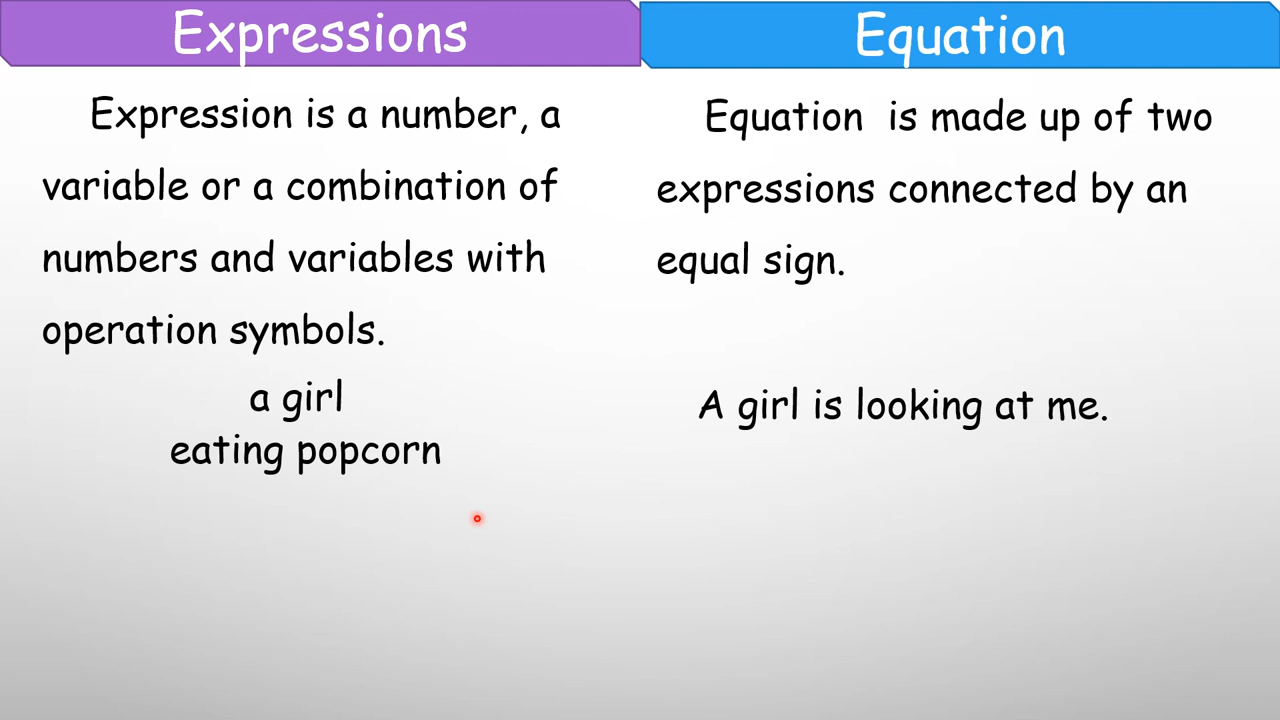 Expressions
Expression is a number, a
variable or a combination of
numbers and variables with
operation symbols.
a girl
eating popcorn
Equation
Equation  is made up of two
expressions connected by an
equal sign.
A girl is looking at me.